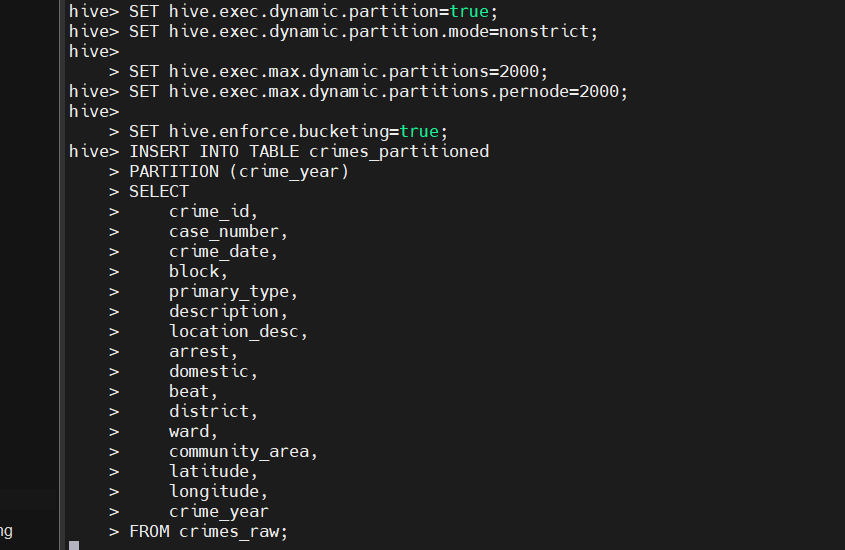 hive> SET hive.exec.dynamic.partition=true;
hive> SET hive.exec.dynamic.partition.mode=nonstrict;
hive>
    > SET hive.exec.max.dynamic.partitions=2000;
hive> SET hive.exec.max.dynamic.partitions.pernode=2000;
hive>
    > SET hive.enforce.bucketing=true;
hive> INSERT INTO TABLE crimes_partitioned
    > PARTITION (crime_year)
    > SELECT
    >     crime_id,
    >     case_number,
    >     crime_date,
    >     block,
    >     primary_type,
    >     description,
    >     location_desc,
    >     arrest,
    >     domestic,
    >     beat,
    >     district,
    >     ward,
    >     community_area,
    >     latitude,
    >     longitude,
    >     crime_year
    > FROM crimes_raw;
ng